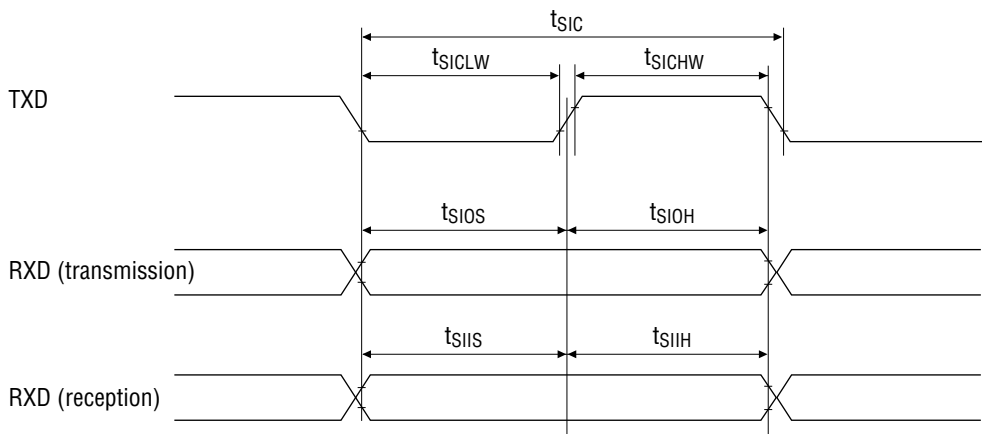 tSIC
tSICLW tSICHW
TXD
tSIOS tSIOH
RXD (transmission)
tSIIS tSIIH
RXD (reception)